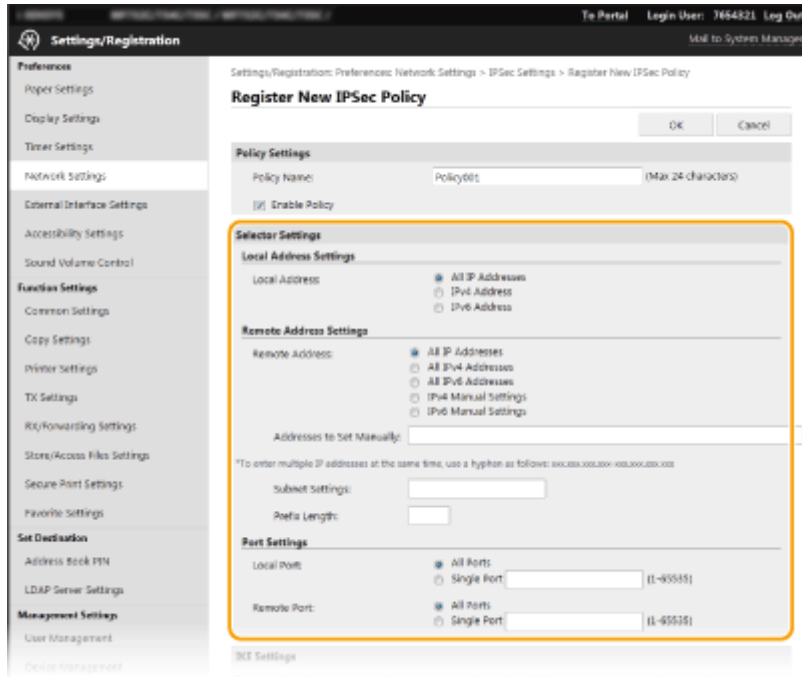 To Portal Login User: 7654321 Log Out
Settings/Registration
Mail to System Manager
Preferences
Paper Settings
Display Settings
Timer Settings
Network Settings
External Interface Settings
Accessibility Settings
Sound Volume Control
Function Settings
Common Settings
Copy Settings
Printer Settings
TX Settings
RX/Forwarding Settings
Store/Access Files Settings
Secure Print Settings
Favorite Settings
Set Destination
Address Book PIN
LDAP Server Settings
Management Settings
User Management
Device Management
Settings/Registration: Preferences: Network Settings > IPSec Settings > Register New IPSec Policy
Register New IPSec Policy
OK Cancel
Policy Settings
Policy Name: Policy001 (Max 24 characters)
Enable Policy
Selector Settings
Local Address Settings
Local Address All IP Addresses
IPv4 Address
IPv6 Address
Remote Address Settings
Remote Address: All IP Addresses
All IPv4 Addresses
All IPv6 Addresses
IPv4 Manual Settings
IPv6 Manual Settings
Addresses to Set Manually:
*To enter multiple IP addresses at the same time, use a hyphen as follows: xxx.xxx.xxx.xxx-xxx.xxx.xxx.xxx
Subnet Settings:
Prefix Length:
Port Settings
Local Port: All Ports
Single Port (1-65535)
Remote Port: All Ports
Single Port (1-65535)
IKE Settings